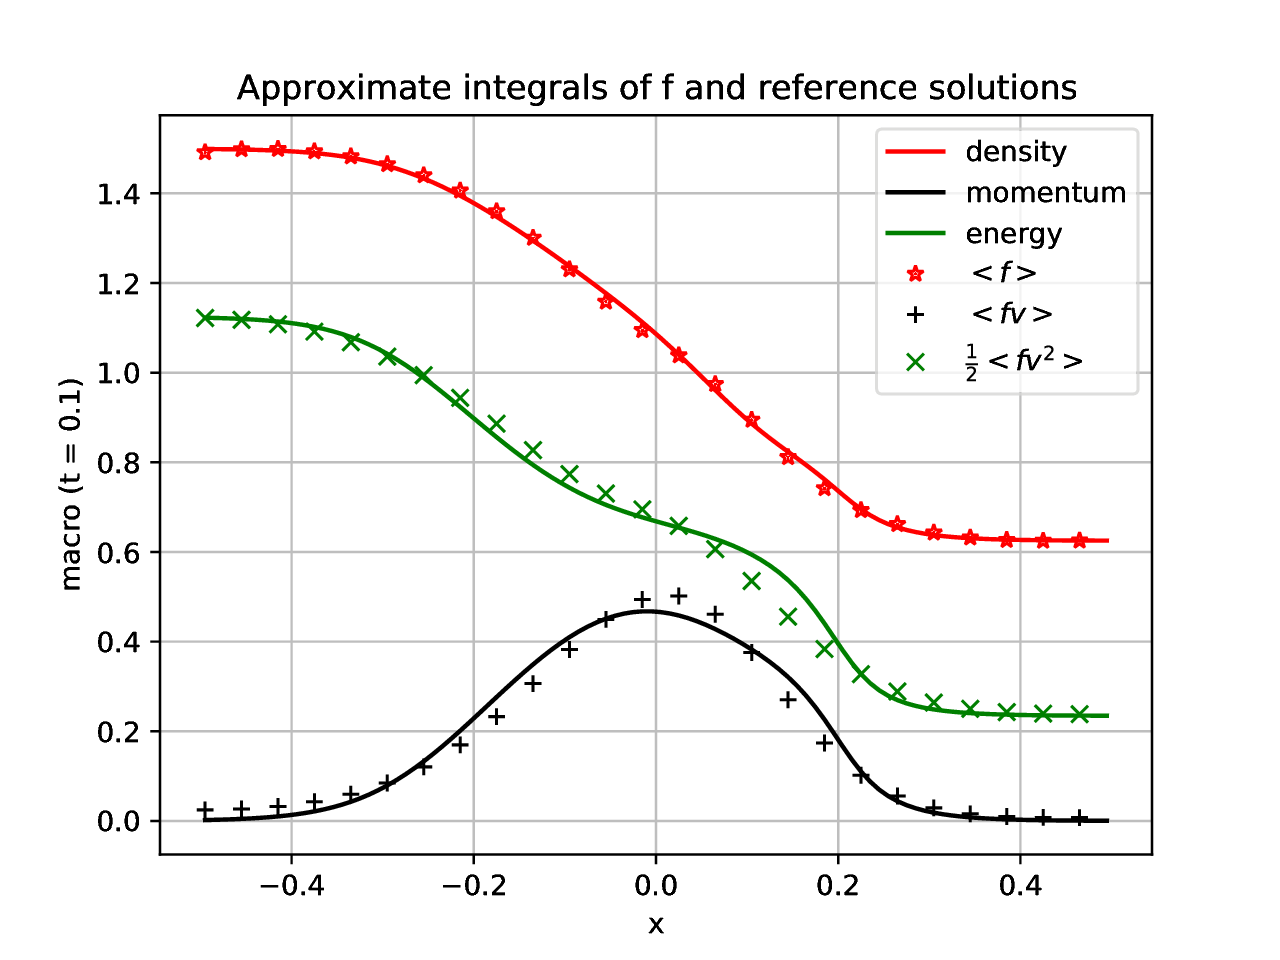 Approximate integrals of f and reference solutions
density
momentum
energy
<f>
<fv>
½<fv²>
macro (t = 0.1)
1.4
1.2
1.0
0.8
0.6
0.4
0.2
0.0
−0.4 −0.2 0.0 0.2 0.4
x